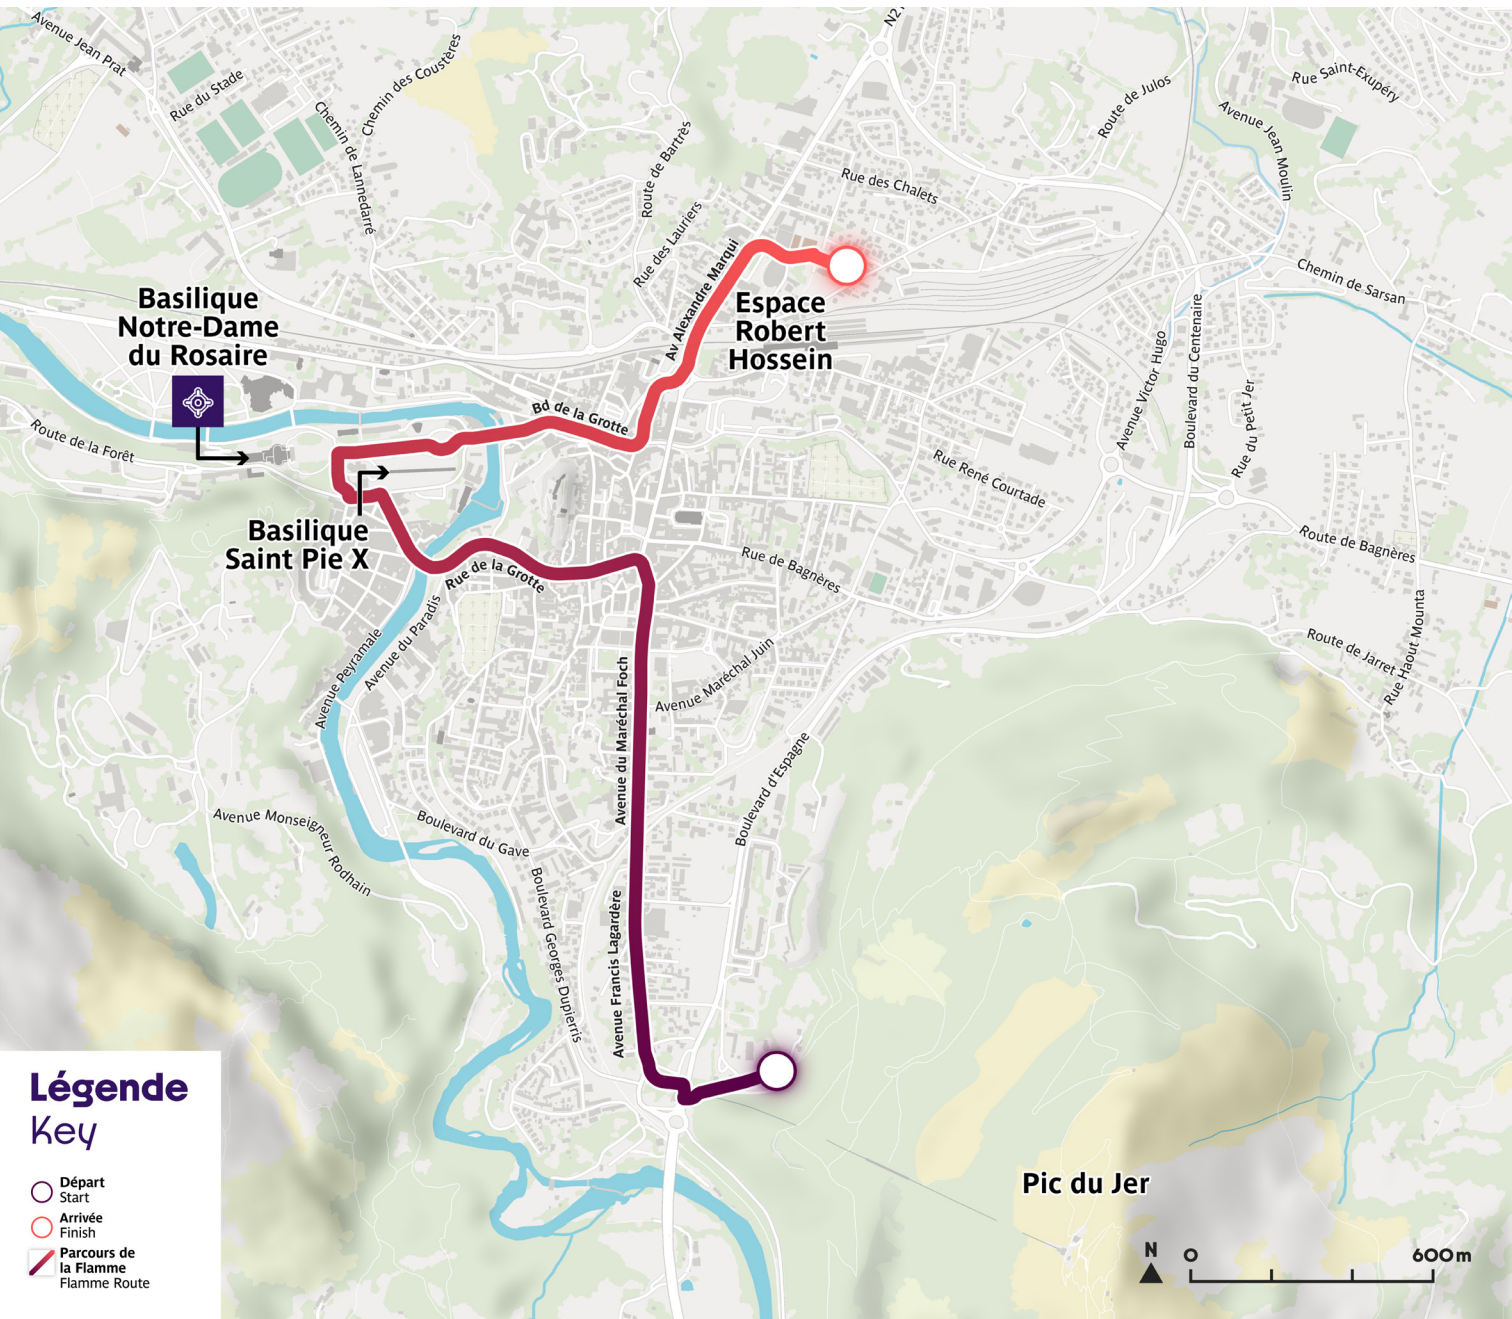 N21
Avenue Jean Prat
Rue du Stade
Chemin des Coustères
Chemin de Lannedarré
Route de Bartrès
Rue des Lauriers
Rue des Chalets
Route de Julos
Rue Saint-Exupéry
Avenue Jean Moulin
Chemin de Sarsan
Av Alexandre Marqui
Espace
Robert
Hossein
Basilique
Notre-Dame
du Rosaire
Route de la Forêt
Bd de la Grotte
Basilique
Saint Pie X
Rue de la Grotte
Avenue Victor Hugo
Boulevard du Centenaire
Rue du Petit Jer
Rue René Courtade
Rue de Bagnères
Route de Bagnères
Route de Jarret
Rue Haout Mounta
Avenue Peyramale
Avenue du Paradis
Avenue du Maréchal Foch
Avenue Maréchal Juin
Boulevard d'Espagne
Avenue Monseigneur Rodhain
Boulevard du Gave
Boulevard Georges Dupierris
Avenue Francis Lagardère
Pic du Jer
Légende
Key
Départ
Start
Arrivée
Finish
Parcours de
la Flamme
Flamme Route
N
0
600m